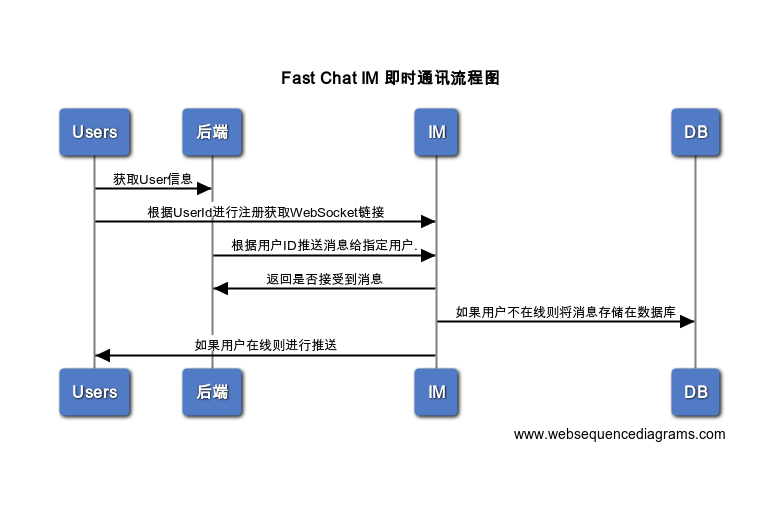 Fast Chat IM 即时通讯流程图
Users 后端 IM DB
获取User信息
根据UserId进行注册获取WebSocket链接
根据用户ID推送消息给指定用户.
返回是否接受到消息
如果用户不在线则将消息存储在数据库
如果用户在线则进行推送
Users 后端 IM DB
www.websequencediagrams.com